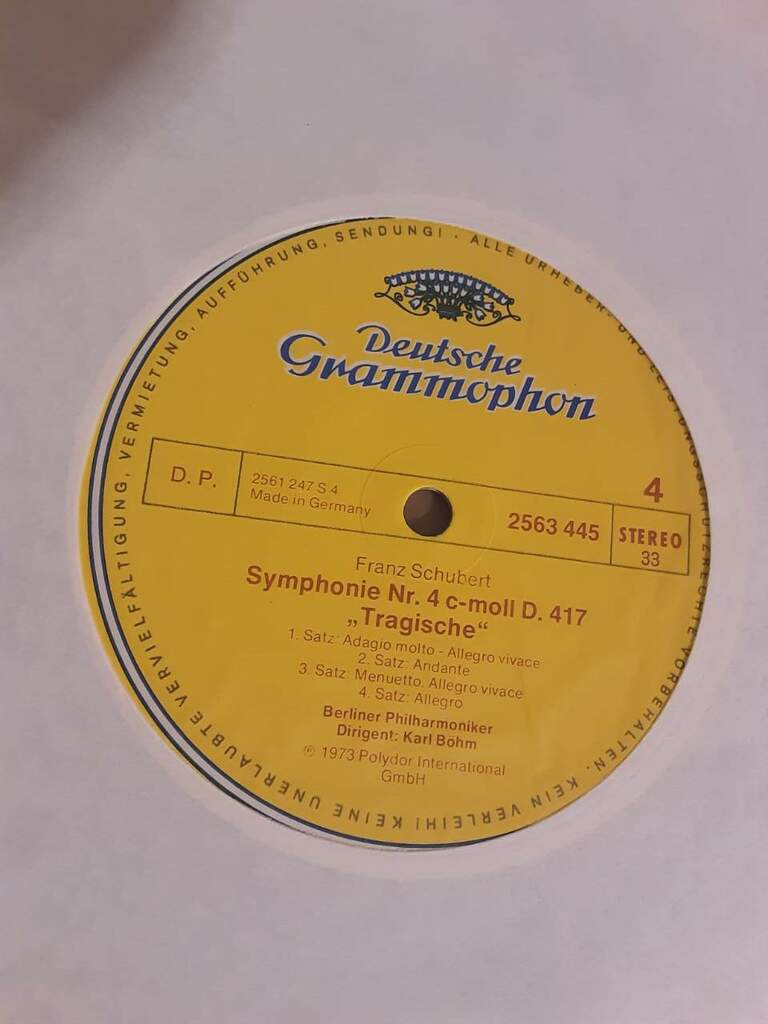 ALLE URHEBER- UND LEISTUNGSSCHUTZRECHTE VORBEHALTEN. KEIN VERLEIH! KEINE UNERLAUBTE VERVIELFÄLTIGUNG, VERMIETUNG, AUFFÜHRUNG, SENDUNG! ·
Deutsche
Grammophon
4
D. P.
2561 247 S 4
Made in Germany
2563 445
STEREO
33
Franz Schubert
Symphonie Nr. 4 c-moll D. 417
„Tragische“
1. Satz: Adagio molto - Allegro vivace
2. Satz: Andante
3. Satz: Menuetto, Allegro vivace
4. Satz: Allegro
Berliner Philharmoniker
Dirigent: Karl Böhm
℗ 1973 Polydor International
GmbH